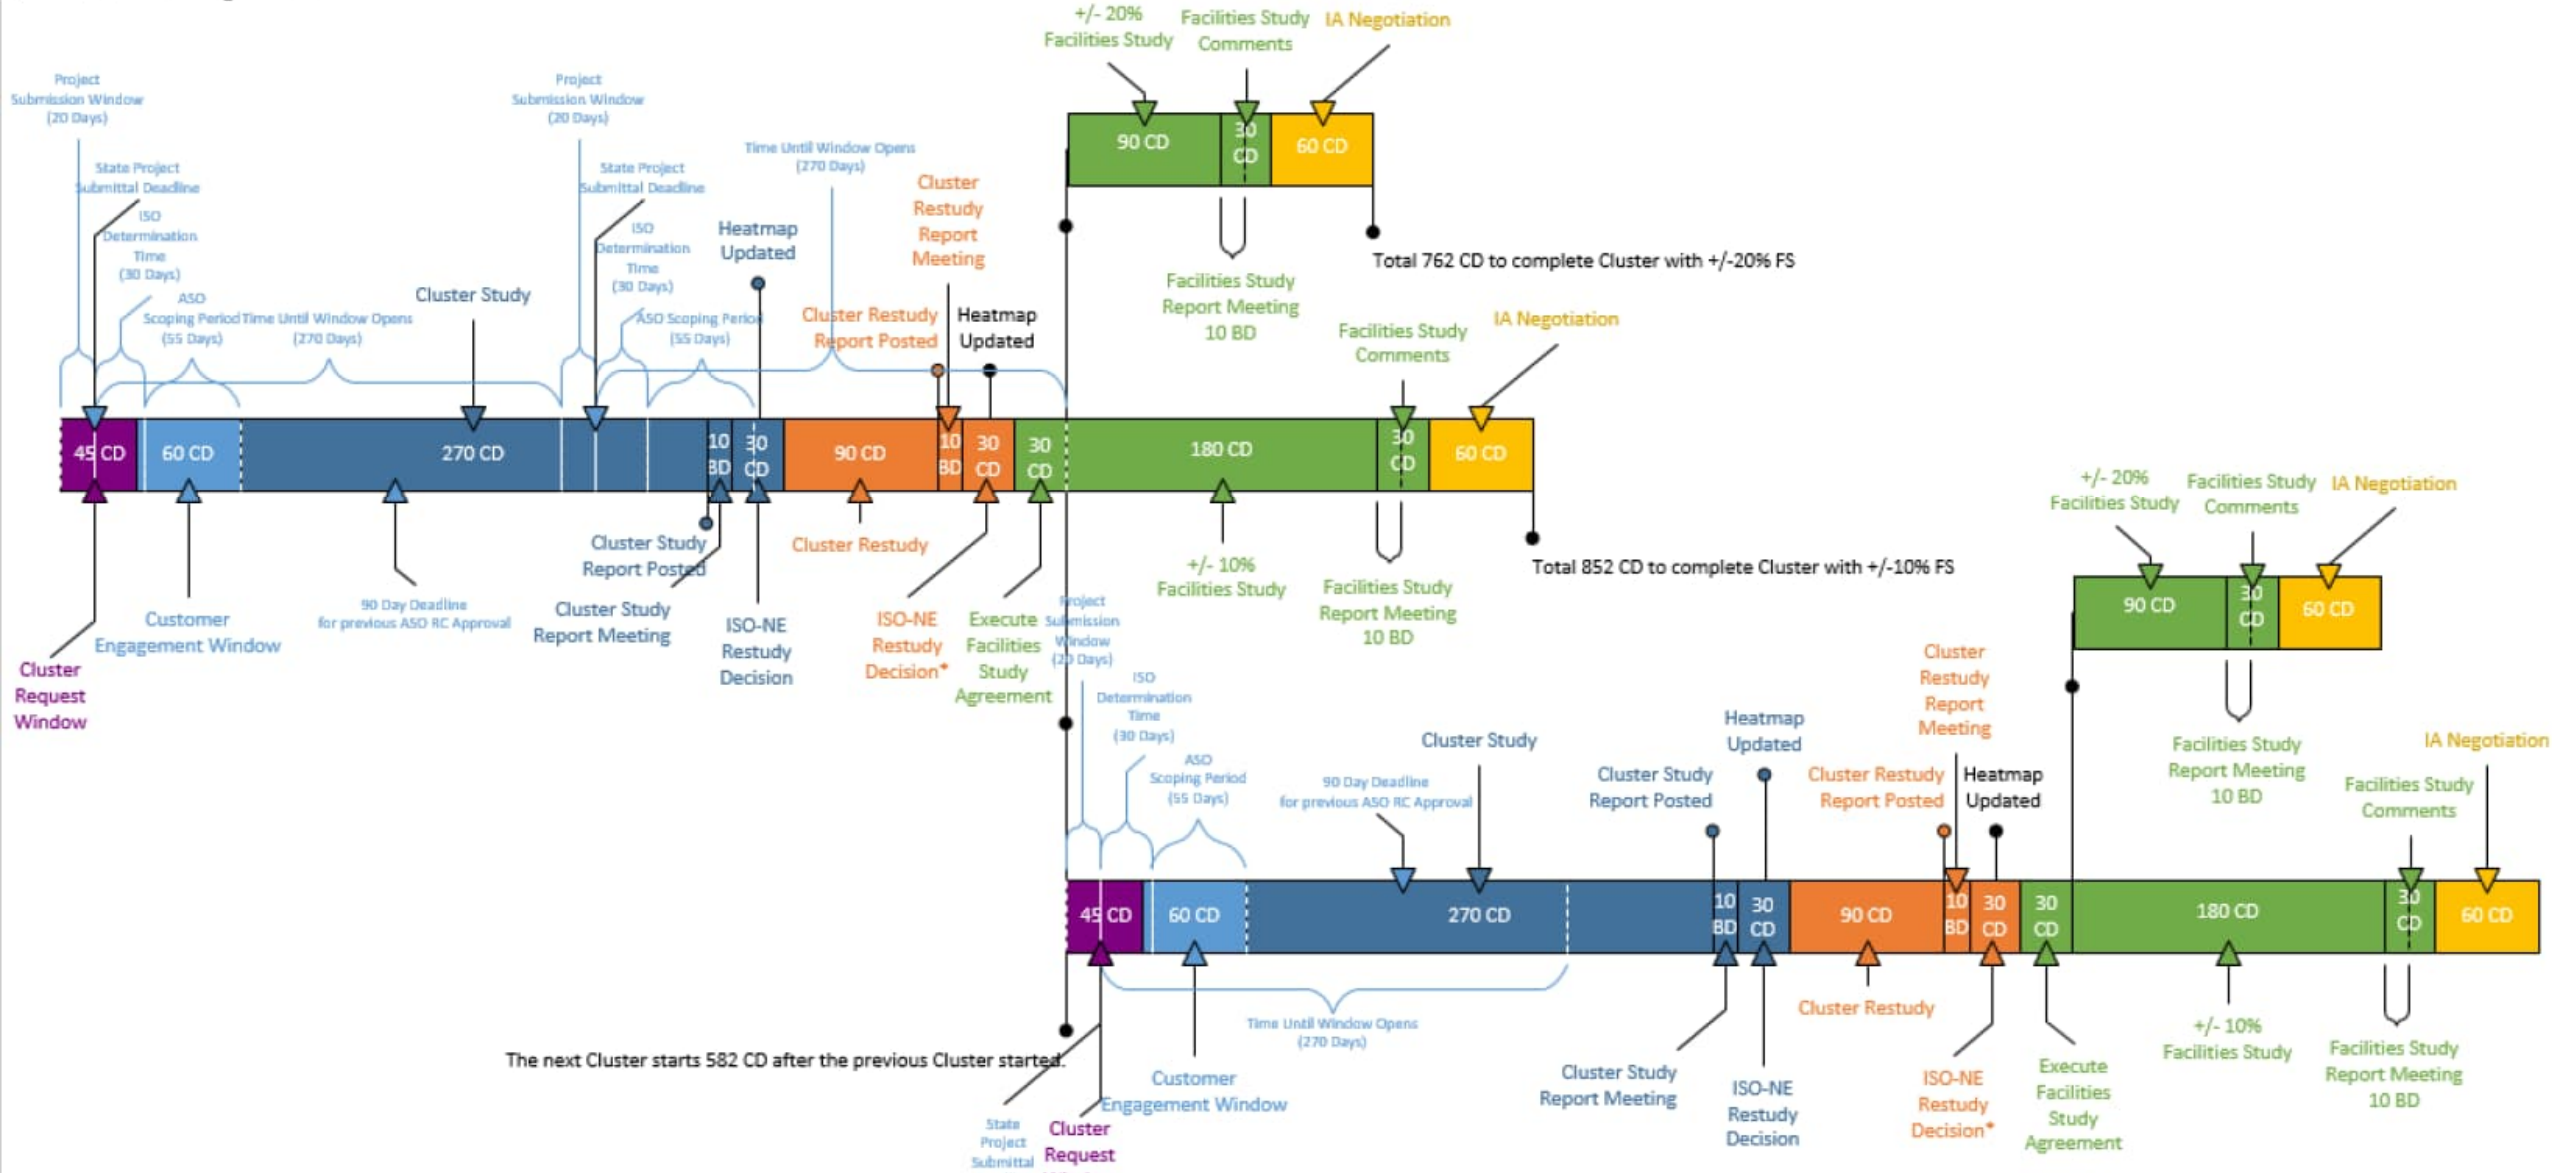 +/- 20%
Facilities Study
Facilities Study
Comments
IA Negotiation
90 CD
30
CD
60 CD
Facilities Study
Report Meeting
10 BD
Total 762 CD to complete Cluster with +/-20% FS
Project
Submission Window
(20 Days)
State Project
Submittal Deadline
ISO
Determination
Time
(30 Days)
ASO
Scoping Period
(55 Days)
Time Until Window Opens
(270 Days)
Cluster Study
Project
Submission Window
(20 Days)
State Project
Submittal Deadline
ISO
Determination
Time
(30 Days)
ASO Scoping Period
(55 Days)
Heatmap
Updated
Time Until Window Opens
(270 Days)
Cluster Restudy
Report Posted
Cluster
Restudy
Report
Meeting
Heatmap
Updated
Facilities Study
Comments
IA Negotiation
45 CD
60 CD
270 CD
10
BD
30
CD
90 CD
10
BD
30
CD
30
CD
180 CD
30
CD
60 CD
Cluster
Request
Window
Customer
Engagement Window
90 Day Deadline
for previous ASO RC Approval
Cluster Study
Report Posted
Cluster Study
Report Meeting
ISO-NE
Restudy
Decision
Cluster Restudy
ISO-NE
Restudy
Decision*
Execute
Facilities
Study
Agreement
+/- 10%
Facilities Study
Facilities Study
Report Meeting
10 BD
Total 852 CD to complete Cluster with +/-10% FS
+/- 20%
Facilities Study
Facilities Study
Comments
IA Negotiation
90 CD
30
CD
60 CD
Facilities Study
Report Meeting
10 BD
Project
Submission
Window
(20 Days)
ISO
Determination
Time
(30 Days)
ASO
Scoping Period
(55 Days)
90 Day Deadline
for previous ASO RC Approval
Cluster Study
Cluster Study
Report Posted
Heatmap
Updated
Cluster Restudy
Report Posted
Cluster
Restudy
Report
Meeting
Heatmap
Updated
Facilities Study
Comments
IA Negotiation
45 CD
60 CD
270 CD
10
BD
30
CD
90 CD
10
BD
30
CD
30
CD
180 CD
30
CD
60 CD
The next Cluster starts 582 CD after the previous Cluster started.
State
Project
Submittal
Cluster
Request
Customer
Engagement Window
Time Until Window Opens
(270 Days)
Cluster Study
Report Meeting
ISO-NE
Restudy
Decision
Cluster Restudy
ISO-NE
Restudy
Decision*
Execute
Facilities
Study
Agreement
+/- 10%
Facilities Study
Facilities Study
Report Meeting
10 BD